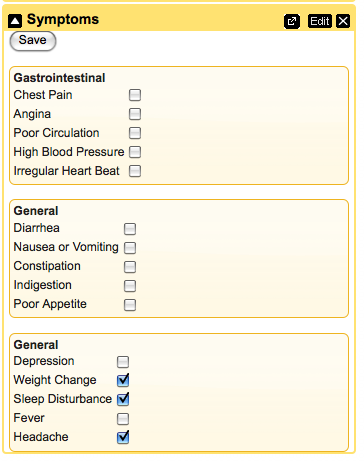 Symptoms Edit
Save
Gastrointestinal
Chest Pain
Angina
Poor Circulation
High Blood Pressure
Irregular Heart Beat
General
Diarrhea
Nausea or Vomiting
Constipation
Indigestion
Poor Appetite
General
Depression
Weight Change
Sleep Disturbance
Fever
Headache